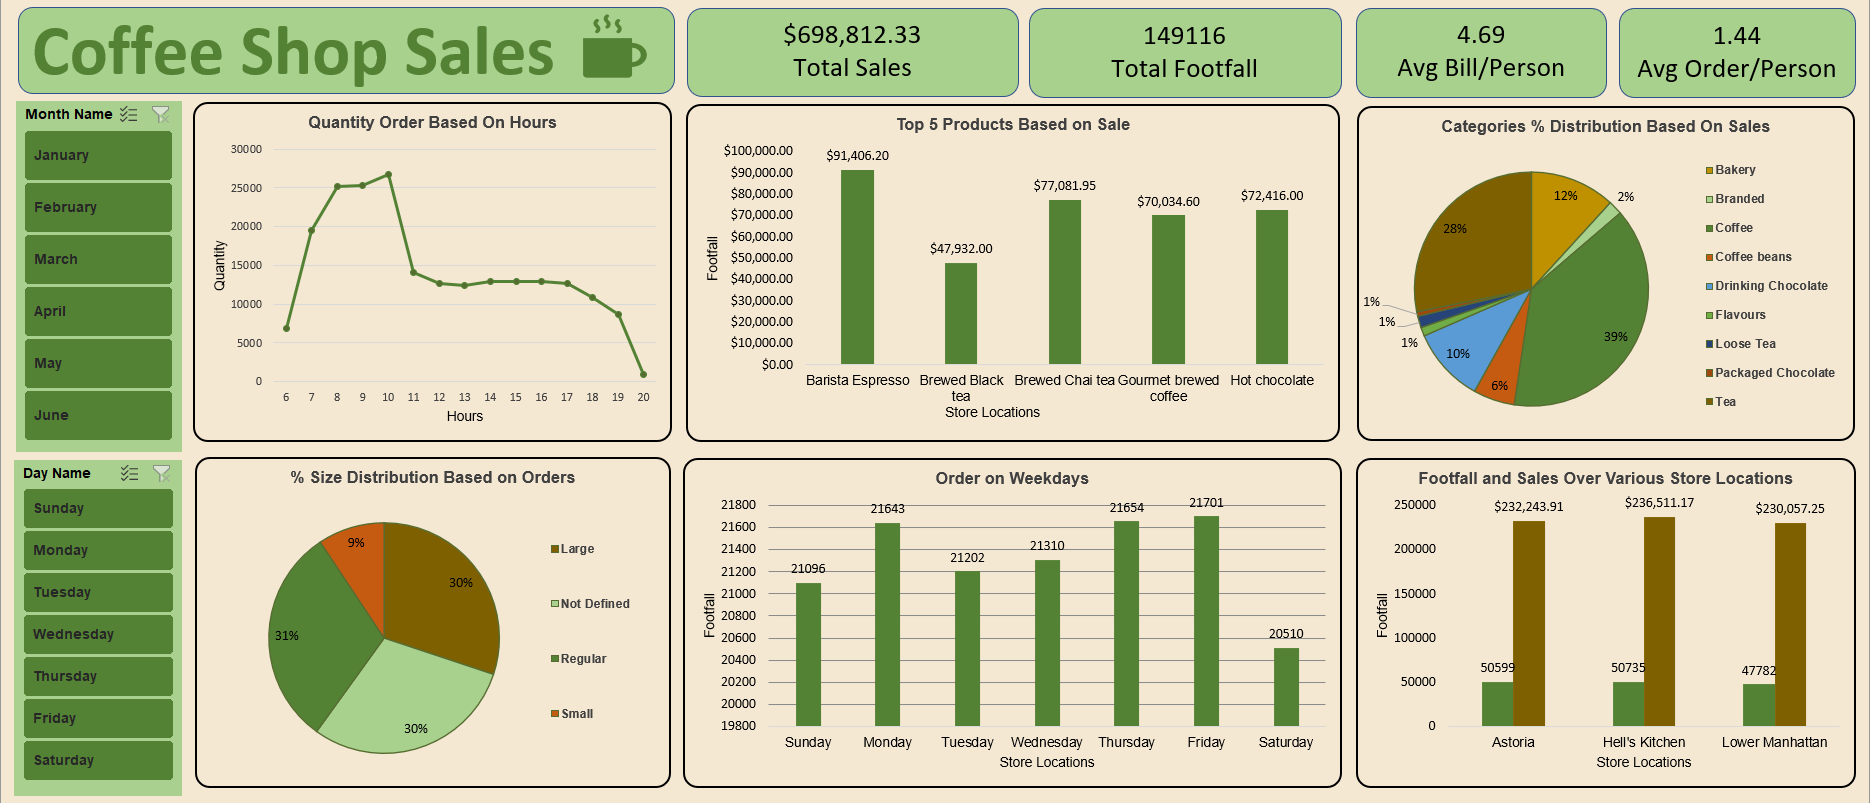 Coffee Shop Sales
$698,812.33
Total Sales
149116
Total Footfall
4.69
Avg Bill/Person
1.44
Avg Order/Person
Month Name
January
February
March
April
May
June
Day Name
Sunday
Monday
Tuesday
Wednesday
Thursday
Friday
Saturday
Quantity Order Based On Hours
Quantity
30000
25000
20000
15000
10000
5000
0
6 7 8 9 10 11 12 13 14 15 16 17 18 19 20
Hours
Top 5 Products Based on Sale
Footfall
$100,000.00
$90,000.00
$80,000.00
$70,000.00
$60,000.00
$50,000.00
$40,000.00
$30,000.00
$20,000.00
$10,000.00
$0.00
$91,406.20
$47,932.00
$77,081.95
$70,034.60
$72,416.00
Barista Espresso
Brewed Black
tea
Brewed Chai tea
Gourmet brewed
coffee
Hot chocolate
Store Locations
Categories % Distribution Based On Sales
12%
2%
39%
6%
10%
1%
1%
1%
28%
Bakery
Branded
Coffee
Coffee beans
Drinking Chocolate
Flavours
Loose Tea
Packaged Chocolate
Tea
% Size Distribution Based on Orders
30%
30%
31%
9%
Large
Not Defined
Regular
Small
Order on Weekdays
Footfall
21800
21600
21400
21200
21000
20800
20600
20400
20200
20000
19800
21096
21643
21202
21310
21654
21701
20510
Sunday Monday Tuesday Wednesday Thursday Friday Saturday
Store Locations
Footfall and Sales Over Various Store Locations
Footfall
250000
200000
150000
100000
50000
0
50599
$232,243.91
50735
$236,511.17
47782
$230,057.25
Astoria Hell's Kitchen Lower Manhattan
Store Locations